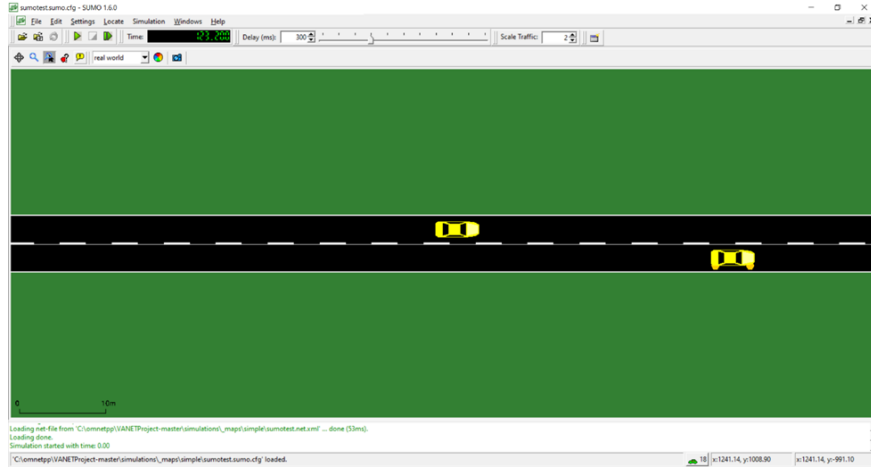 sumotest.sumo.cfg - SUMO 1.6.0
File Edit Settings Locate Simulation Windows Help
Time: 123.200 Delay (ms): 300 Scale Traffic: 2
real world
0 10m
Loading net-file from 'C:\omnetpp\VANETProject-master\simulations\_maps\simple\sumotest.net.xml' ... done (53ms).
Loading done.
Simulation started with time: 0.00
'C:\omnetpp\VANETProject-master\simulations\_maps\simple\sumotest.sumo.cfg' loaded. 18 x:1241.14, y:1008.90 x:1241.14, y:-991.10